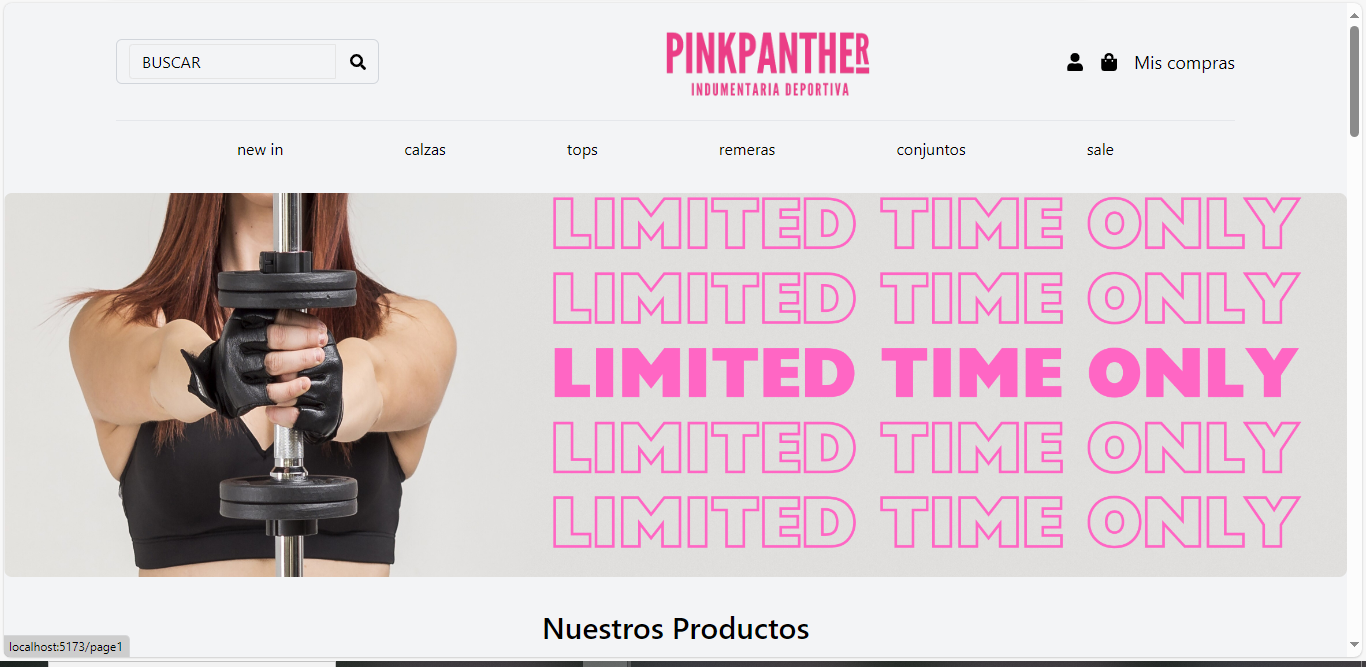 BUSCAR
PINKPANTHER
INDUMENTARIA DEPORTIVA
Mis compras
new in
calzas
tops
remeras
conjuntos
sale
LIMITED TIME ONLY
LIMITED TIME ONLY
LIMITED TIME ONLY
LIMITED TIME ONLY
LIMITED TIME ONLY
Nuestros Productos
localhost:5173/page1